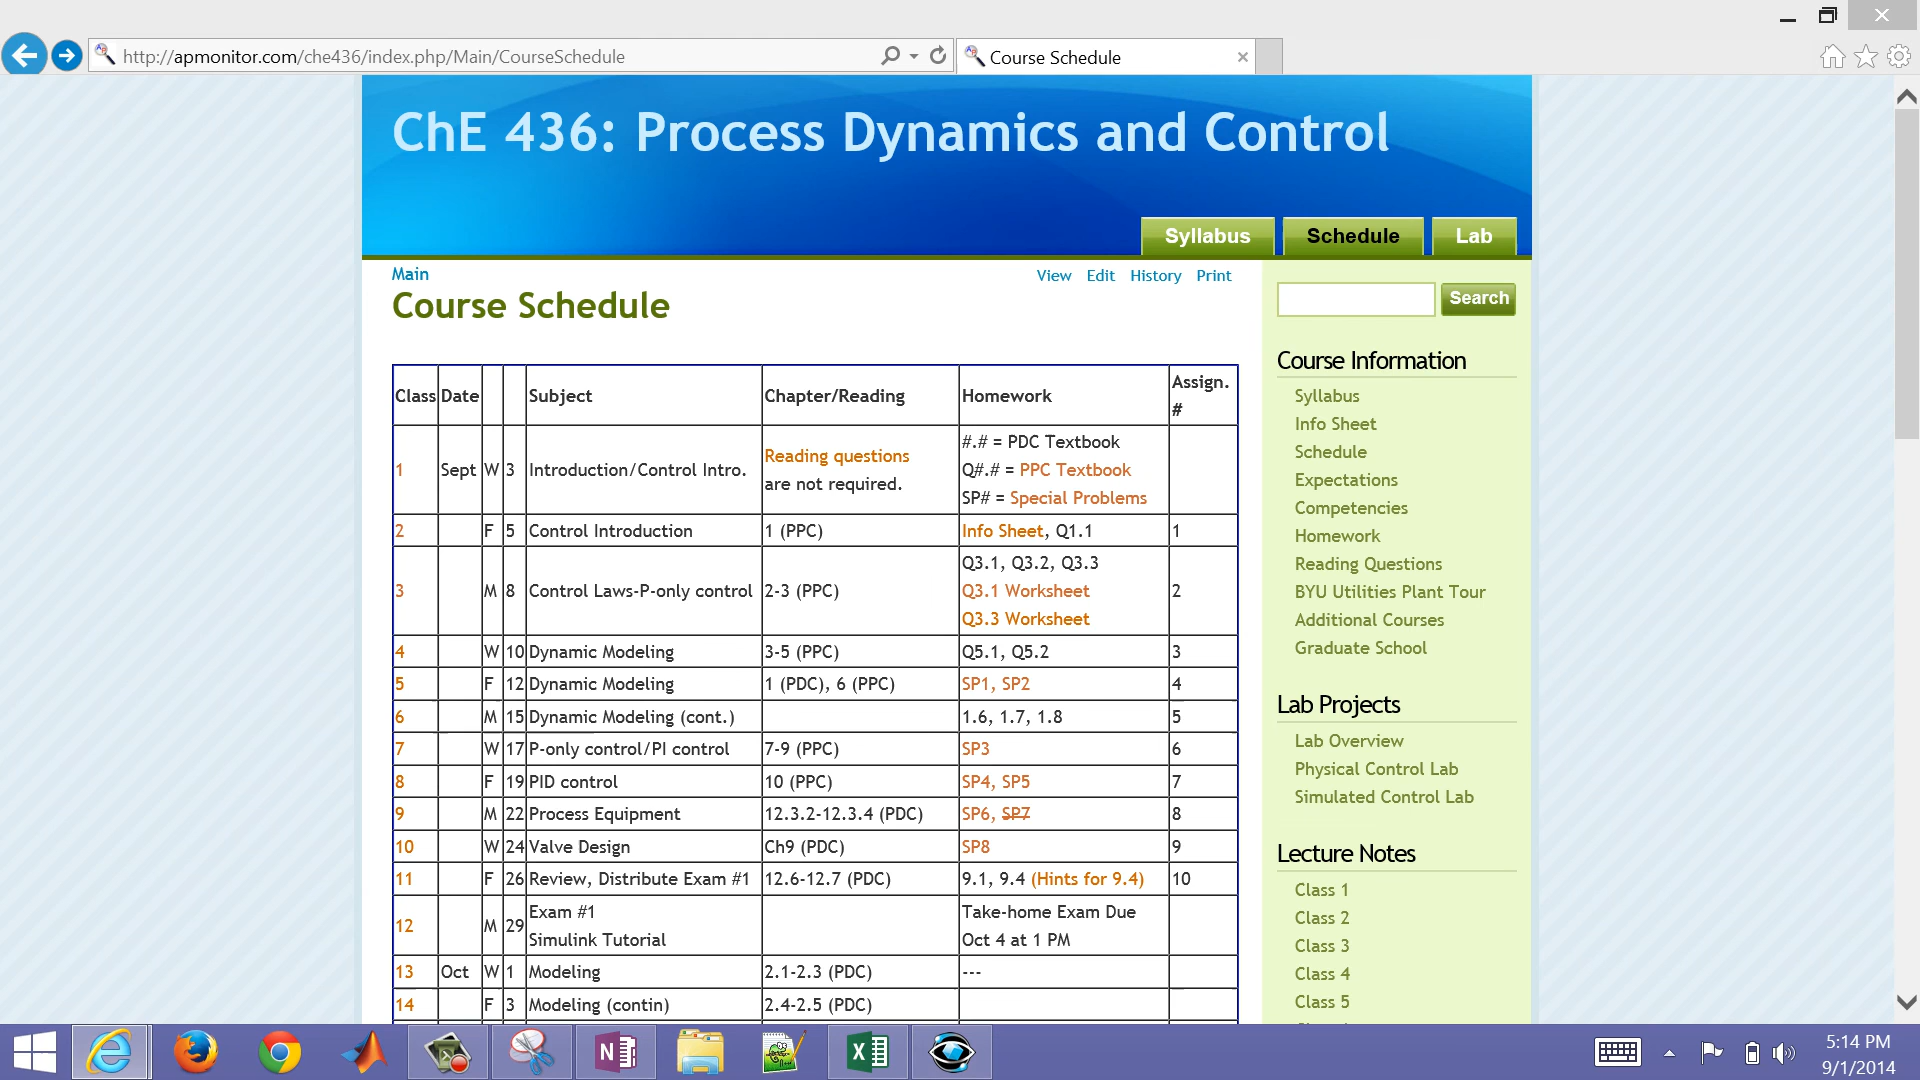 http://apmonitor.com/che436/index.php/Main/CourseSchedule
Course Schedule
ChE 436: Process Dynamics and Control
Syllabus Schedule Lab
Main View Edit History Print
Course Schedule
Class Date Subject Chapter/Reading Homework Assign. #
1 Sept W 3 Introduction/Control Intro. Reading questions are not required. #.# = PDC Textbook
Q#.# = PPC Textbook
SP# = Special Problems
2 F 5 Control Introduction 1 (PPC) Info Sheet, Q1.1 1
3 M 8 Control Laws-P-only control 2-3 (PPC) Q3.1, Q3.2, Q3.3
Q3.1 Worksheet
Q3.3 Worksheet 2
4 W 10 Dynamic Modeling 3-5 (PPC) Q5.1, Q5.2 3
5 F 12 Dynamic Modeling 1 (PDC), 6 (PPC) SP1, SP2 4
6 M 15 Dynamic Modeling (cont.) 1.6, 1.7, 1.8 5
7 W 17 P-only control/PI control 7-9 (PPC) SP3 6
8 F 19 PID control 10 (PPC) SP4, SP5 7
9 M 22 Process Equipment 12.3.2-12.3.4 (PDC) SP6, SP7 8
10 W 24 Valve Design Ch9 (PDC) SP8 9
11 F 26 Review, Distribute Exam #1 12.6-12.7 (PDC) 9.1, 9.4 (Hints for 9.4) 10
12 M 29 Exam #1
Simulink Tutorial Take-home Exam Due
Oct 4 at 1 PM
13 Oct W 1 Modeling 2.1-2.3 (PDC) ---
14 F 3 Modeling (contin) 2.4-2.5 (PDC)
Search
Course Information
Syllabus
Info Sheet
Schedule
Expectations
Competencies
Homework
Reading Questions
BYU Utilities Plant Tour
Additional Courses
Graduate School
Lab Projects
Lab Overview
Physical Control Lab
Simulated Control Lab
Lecture Notes
Class 1
Class 2
Class 3
Class 4
Class 5
5:14 PM
9/1/2014